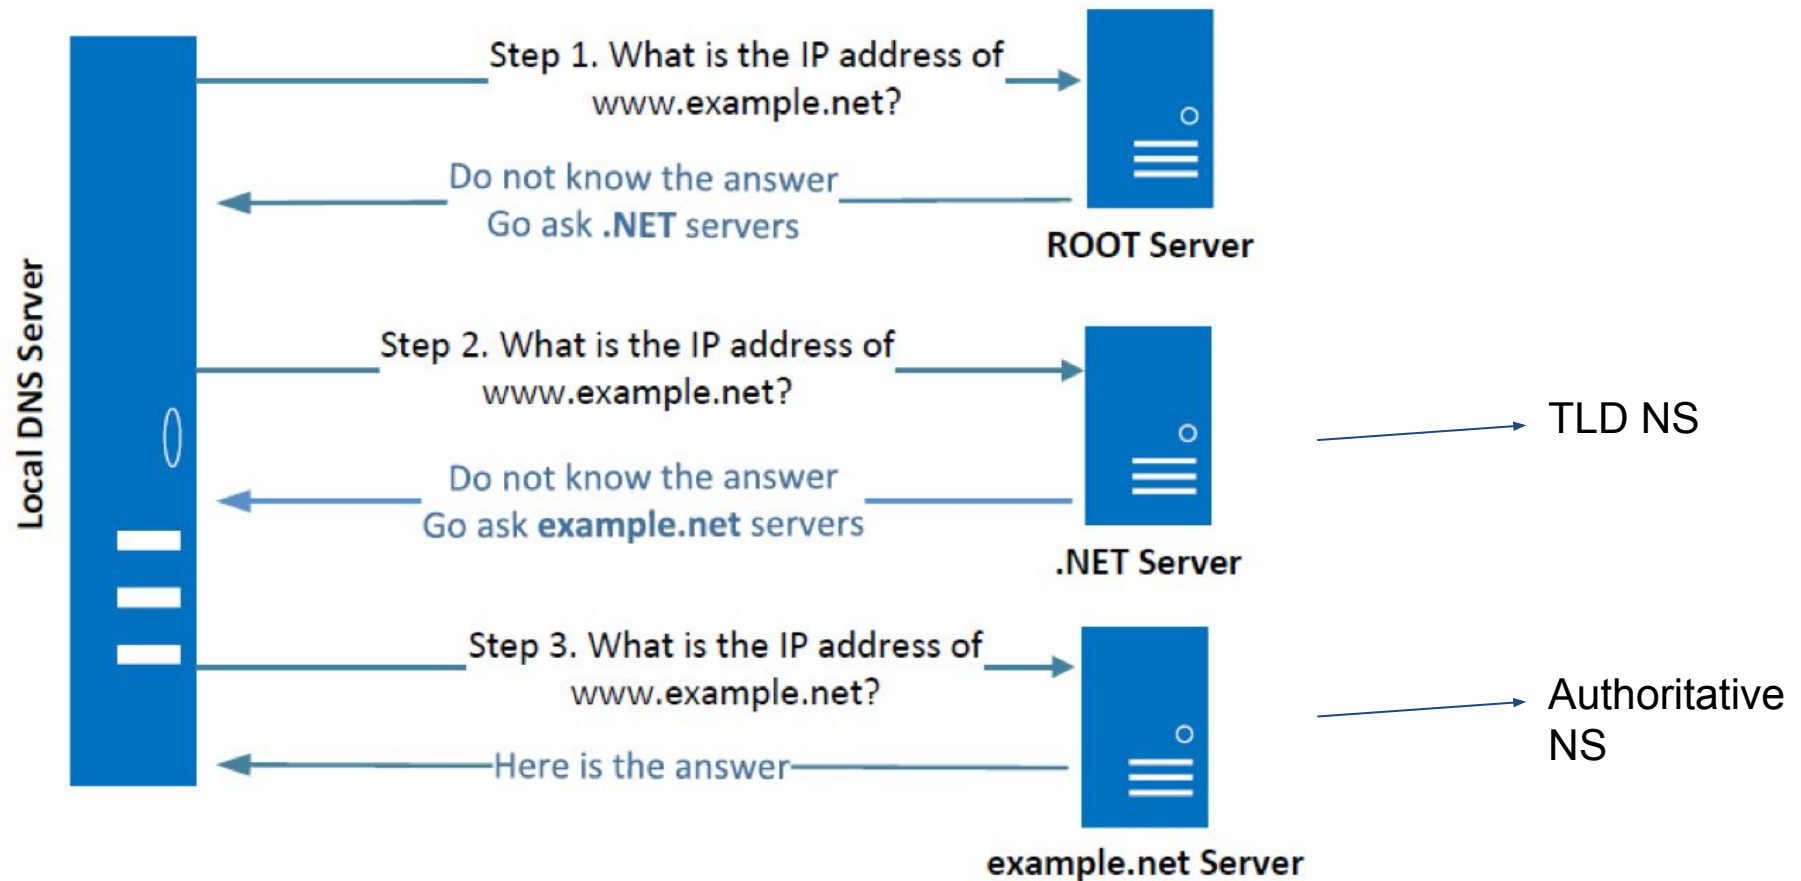 Local DNS Server
Step 1. What is the IP address of
www.example.net?
Do not know the answer
Go ask .NET servers
ROOT Server
Step 2. What is the IP address of
www.example.net?
Do not know the answer
Go ask example.net servers
.NET Server
TLD NS
Step 3. What is the IP address of
www.example.net?
Here is the answer
example.net Server
Authoritative
NS